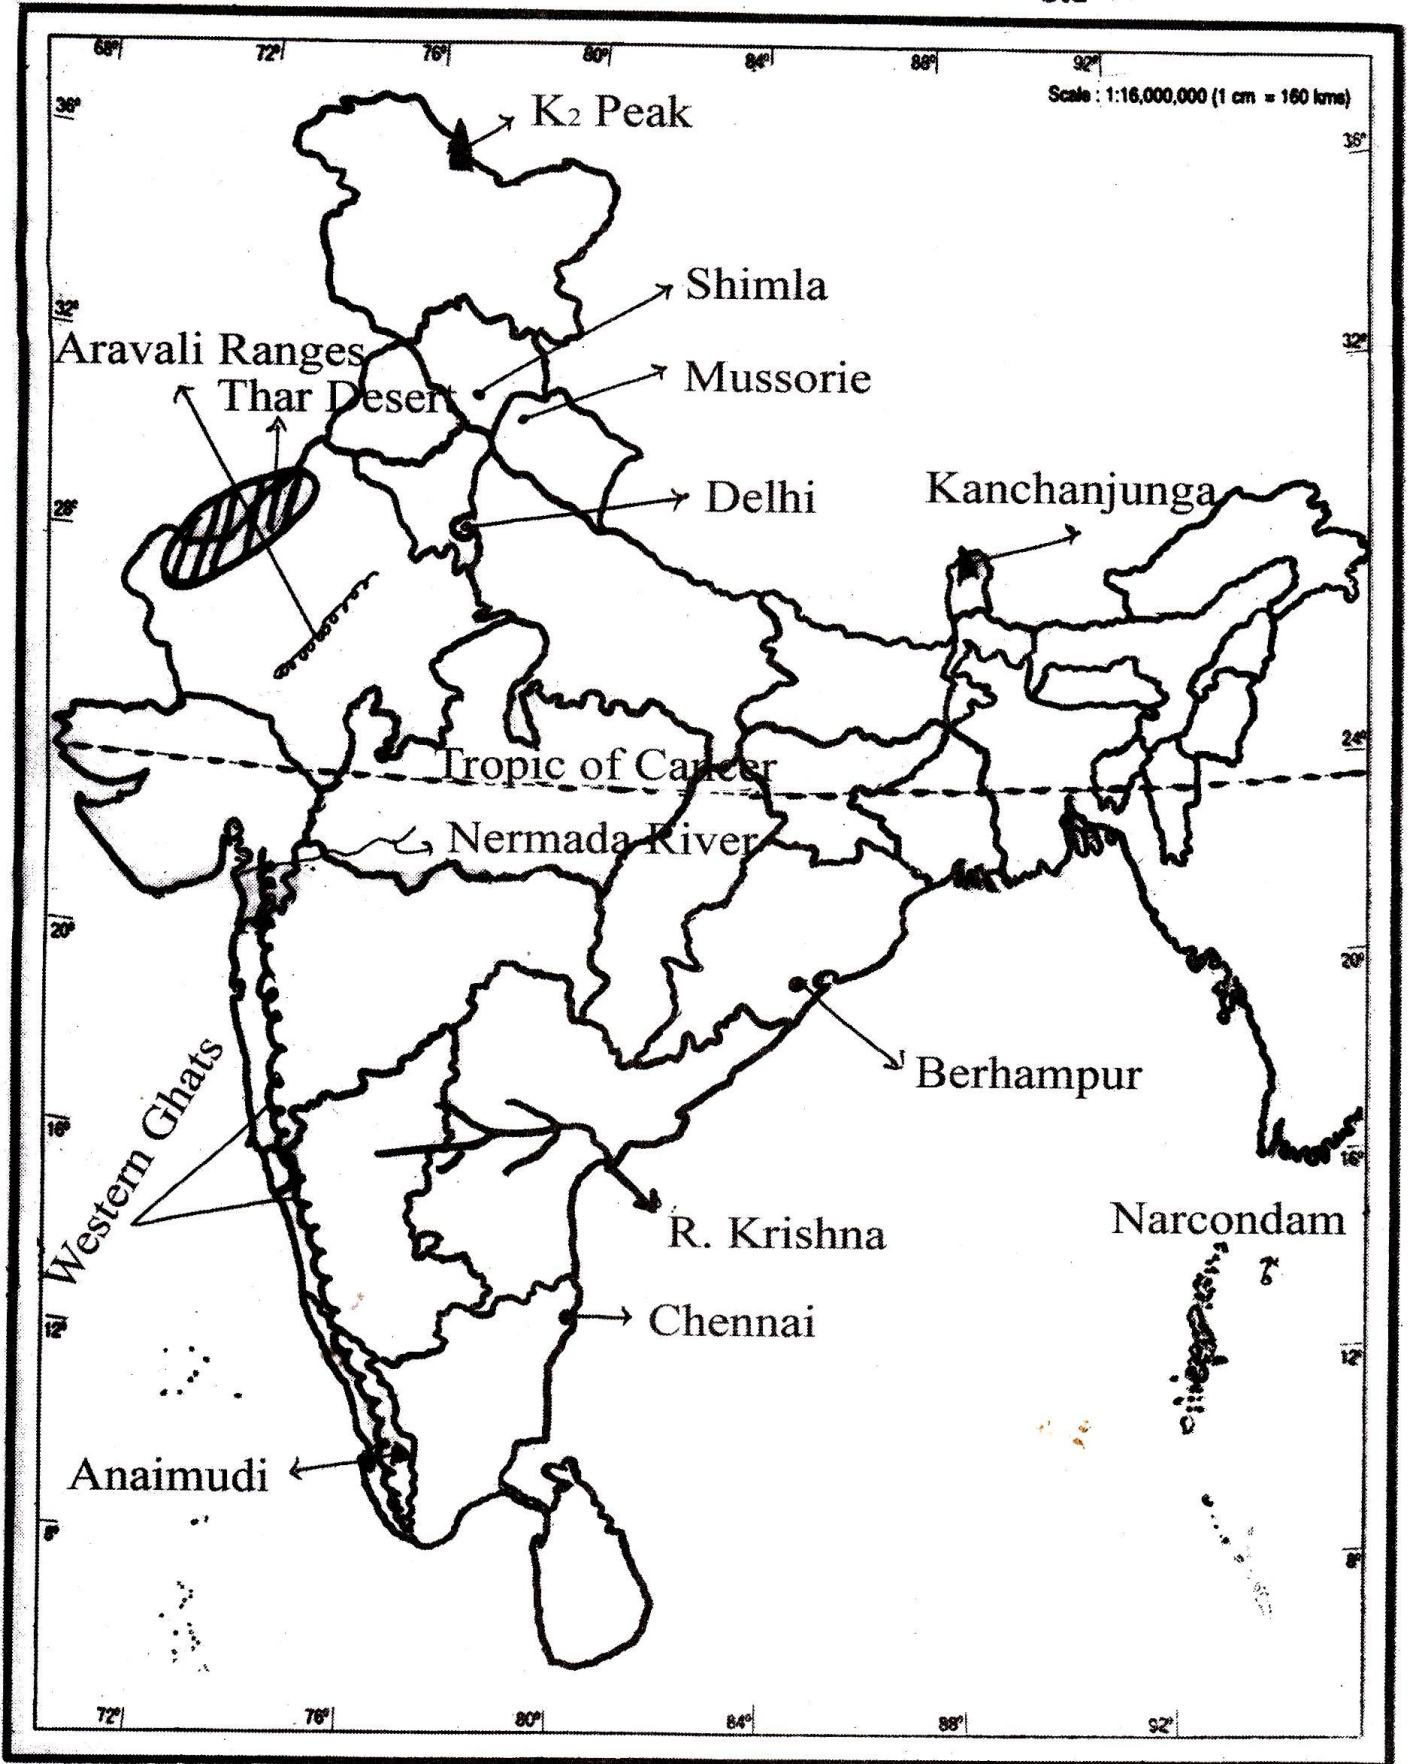 68° 72° 76° 80° 84° 88° 92°
Scale : 1:16,000,000 (1 cm = 160 kms)
36°
K₂ Peak
36°
Shimla
32°
32°
Aravali Ranges
Mussorie
Thar Desert
Kanchanjunga
28°
Delhi
24°
Tropic of Cancer
Nermada River
20°
20°
Western Ghats
Berhampur
16°
16°
Narcondam
R. Krishna
12°
Chennai
12°
Anaimudi
8°
8°
72° 76° 80° 84° 88° 92°